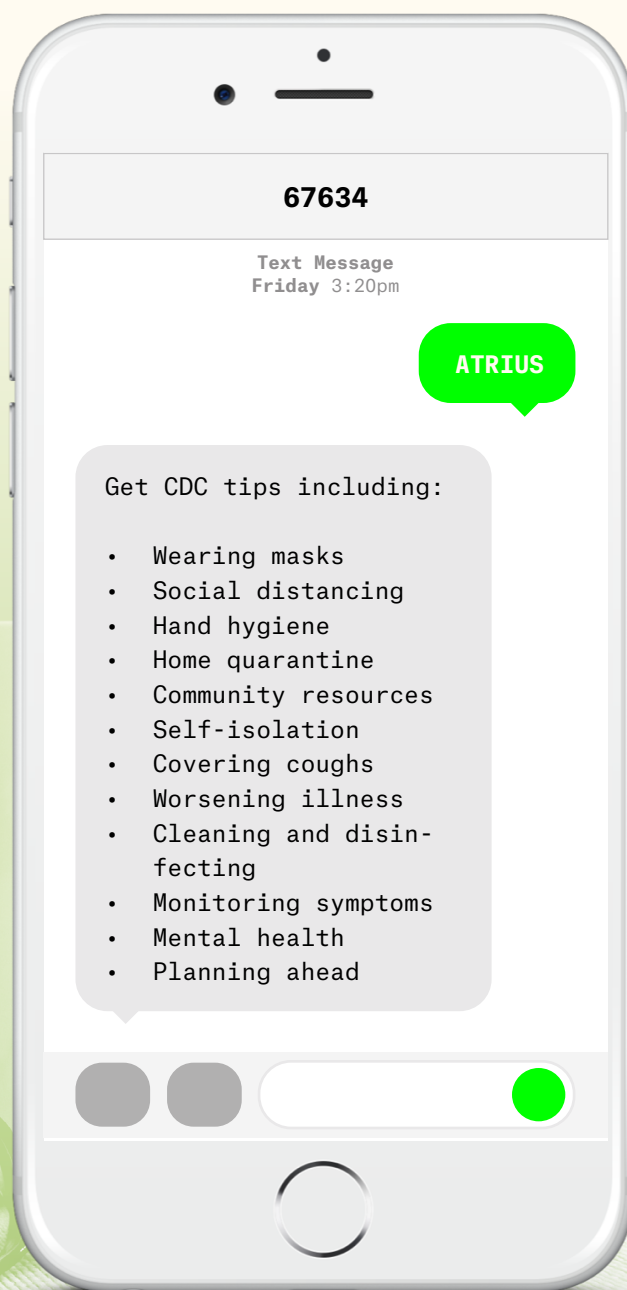 67634
Text Message
Friday 3:20pm
ATRIUS
Get CDC tips including:
• Wearing masks
• Social distancing
• Hand hygiene
• Home quarantine
• Community resources
• Self-isolation
• Covering coughs
• Worsening illness
• Cleaning and disin-
fecting
• Monitoring symptoms
• Mental health
• Planning ahead